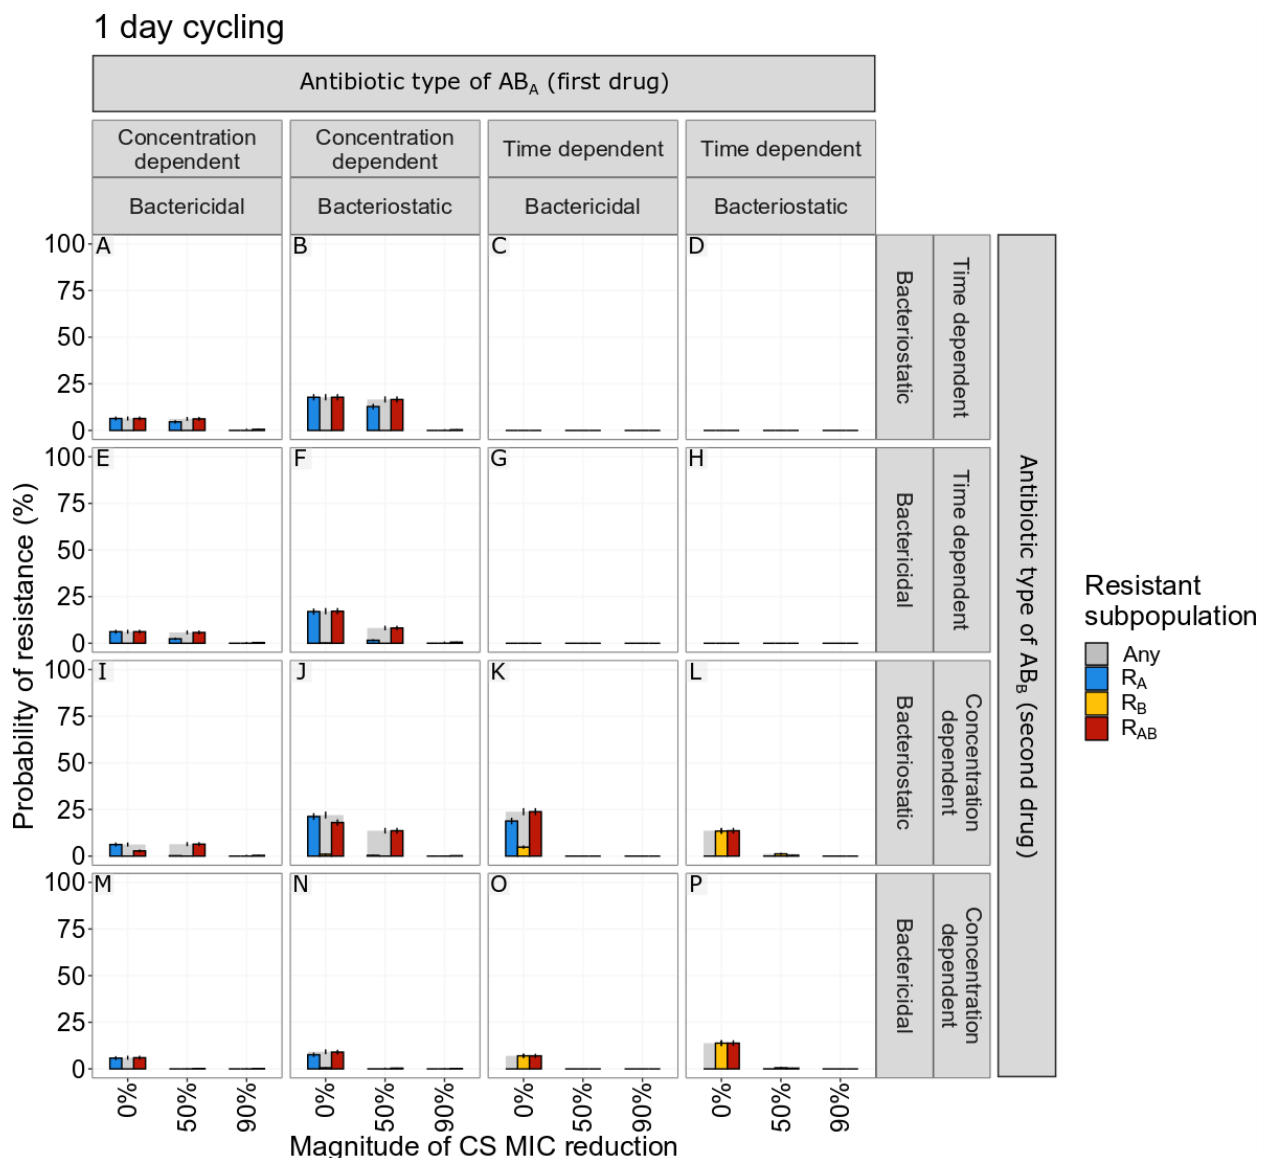 1 day cycling
Antibiotic type of AB_A (first drug)
Concentration
dependent
Concentration
dependent
Time dependent
Time dependent
Bactericidal
Bacteriostatic
Bactericidal
Bacteriostatic
Probability of resistance (%)
100
75
50
25
0
A
B
C
D
Bacteriostatic
Time dependent
100
75
50
25
0
E
F
G
H
Bactericidal
Time dependent
100
75
50
25
0
I
J
K
L
Bacteriostatic
Concentration
dependent
100
75
50
25
0
M
N
O
P
Bactericidal
Concentration
dependent
Antibiotic type of AB_B (second drug)
0%
50%
90%
0%
50%
90%
0%
50%
90%
0%
50%
90%
Magnitude of CS MIC reduction
Resistant
subpopulation
Any
R_A
R_B
R_AB